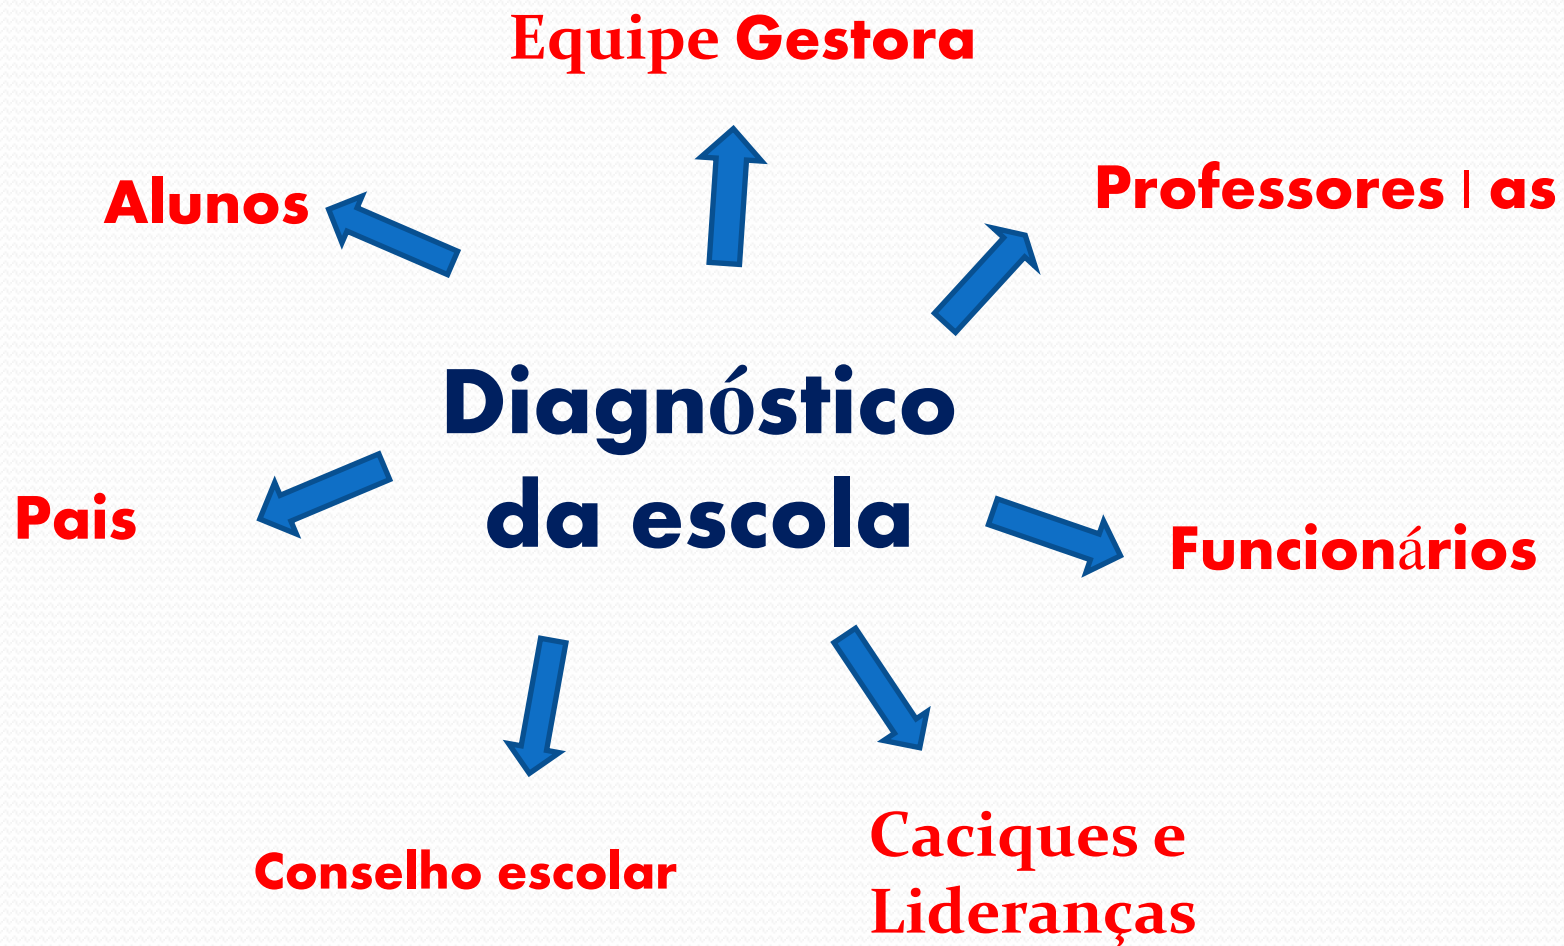 Equipe Gestora
Alunos
Professores | as
Diagnóstico
da escola
Pais
Funcionários
Conselho escolar
Caciques e
Lideranças